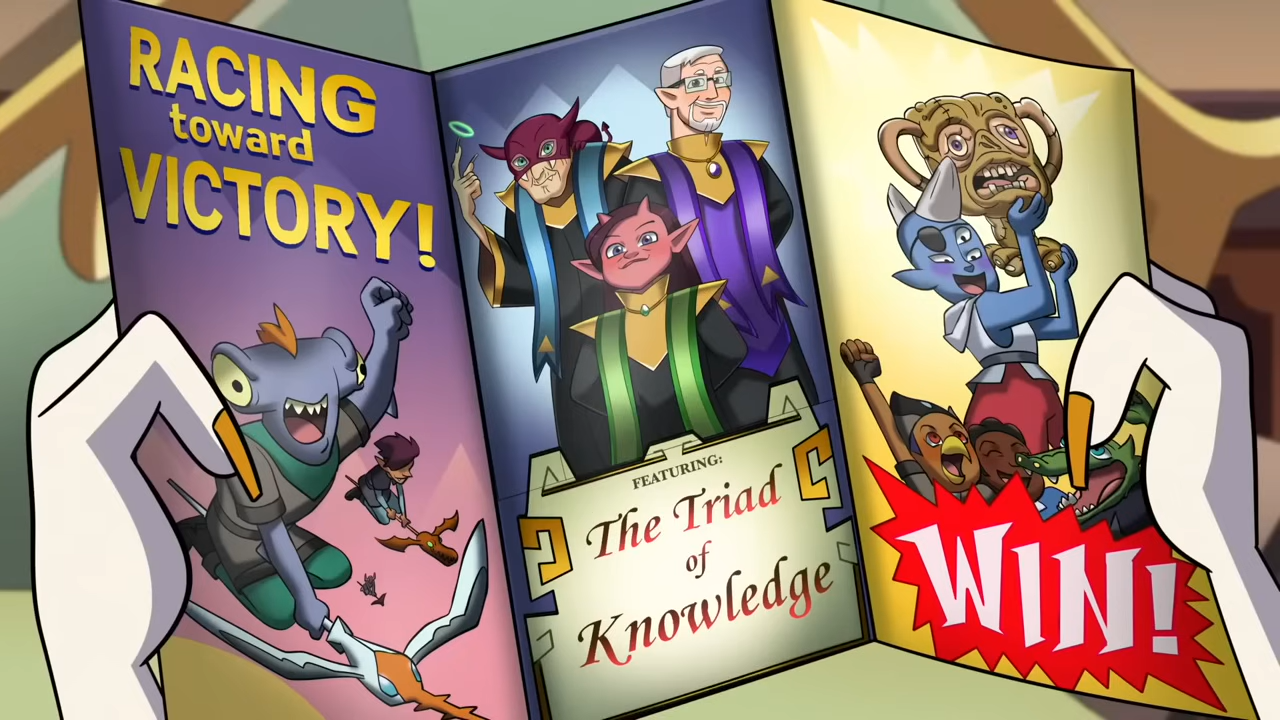 RACING
toward
VICTORY!
FEATURING:
The Triad
of
Knowledge
WIN!